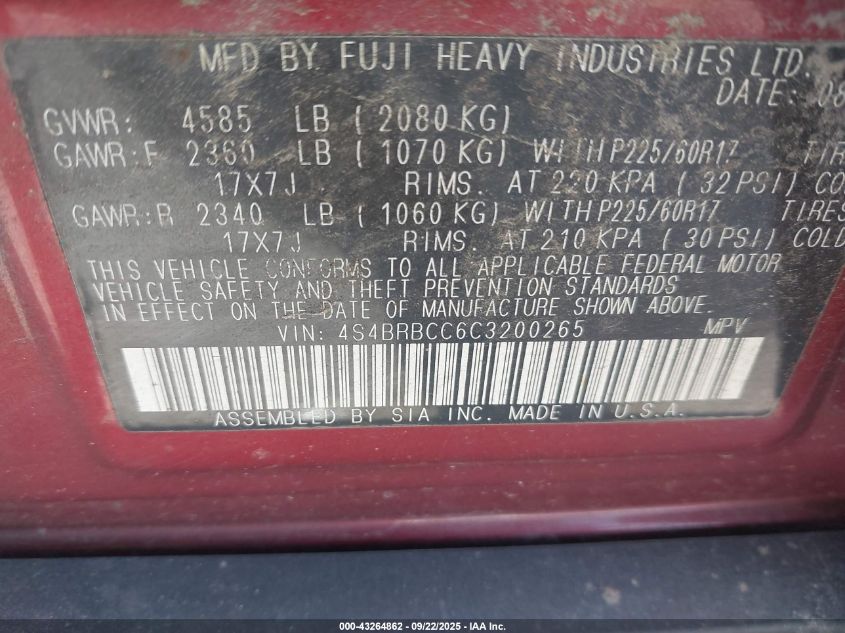 MFD BY FUJI HEAVY INDUSTRIES LTD.
DATE: 08
GVWR: 4585 LB ( 2080 KG)
GAWR:F 2360 LB ( 1070 KG) WITH P225/60R17 TIR
17X7J RIMS. AT 220 KPA ( 32 PSI) CO
GAWR:R 2340 LB ( 1060 KG) WITH P225/60R17 TIRES
17X7J RIMS. AT 210 KPA ( 30 PSI) COLD
THIS VEHICLE CONFORMS TO ALL APPLICABLE FEDERAL MOTOR
VEHICLE SAFETY AND THEFT PREVENTION STANDARDS
IN EFFECT ON THE DATE OF MANUFACTURE SHOWN ABOVE.
VIN: 4S4BRBCC6C3200265 MPV
ASSEMBLED BY SIA INC. MADE IN U.S.A.
000-43264862 - 09/22/2025 - IAA Inc.